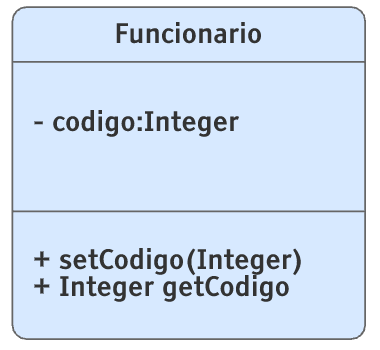 Funcionario
- codigo:Integer
+ setCodigo(Integer)
+ Integer getCodigo